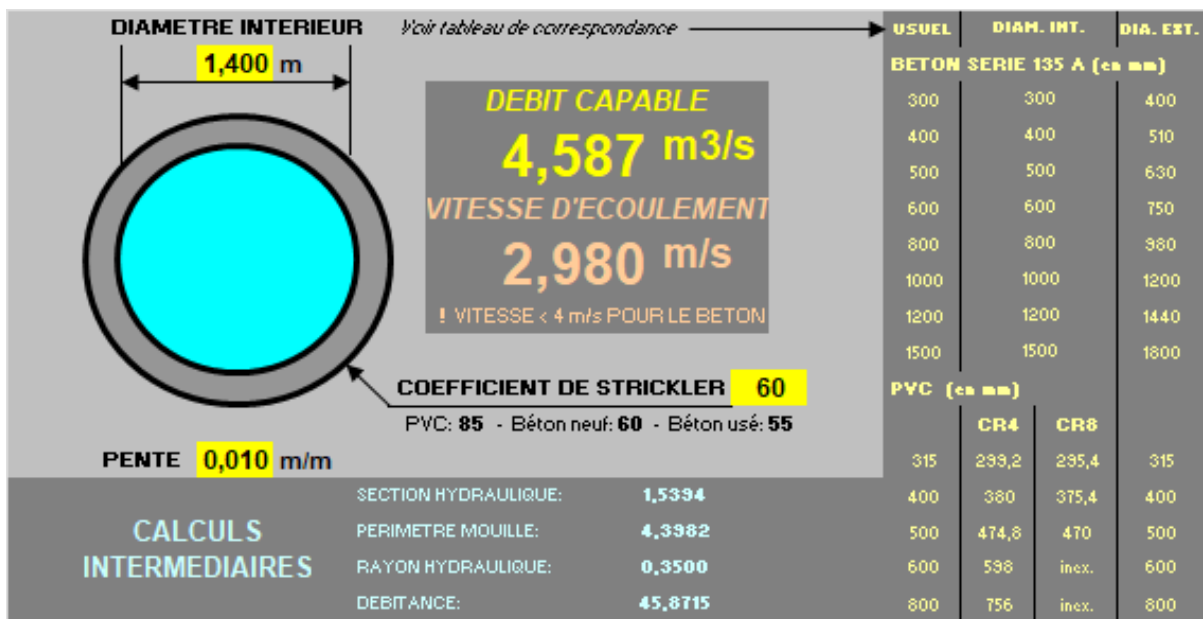 DIAMETRE INTERIEUR
1,400 m
Voir tableau de correspondance
DEBIT CAPABLE
4,587 m3/s
VITESSE D'ECOULEMENT
2,980 m/s
! VITESSE < 4 m/s POUR LE BETON
COEFFICIENT DE STRICKLER 60
PVC: 85 - Béton neuf: 60 - Béton usé: 55
PENTE 0,010 m/m
CALCULS
INTERMEDIAIRES
SECTION HYDRAULIQUE: 1,5394
PERIMETRE MOUILLE: 4,3982
RAYON HYDRAULIQUE: 0,3500
DEBITANCE: 45,8715
USUEL DIAM. INT. DIA. EXT.
BETON SERIE 135 A (en mm)
300 300 400
400 400 510
500 500 630
600 600 750
800 800 980
1000 1000 1200
1200 1200 1440
1500 1500 1800
PVC (en mm)
CR4 CR8
315 299,2 295,4 315
400 380 375,4 400
500 474,8 470 500
600 598 inex. 600
800 756 inex. 800